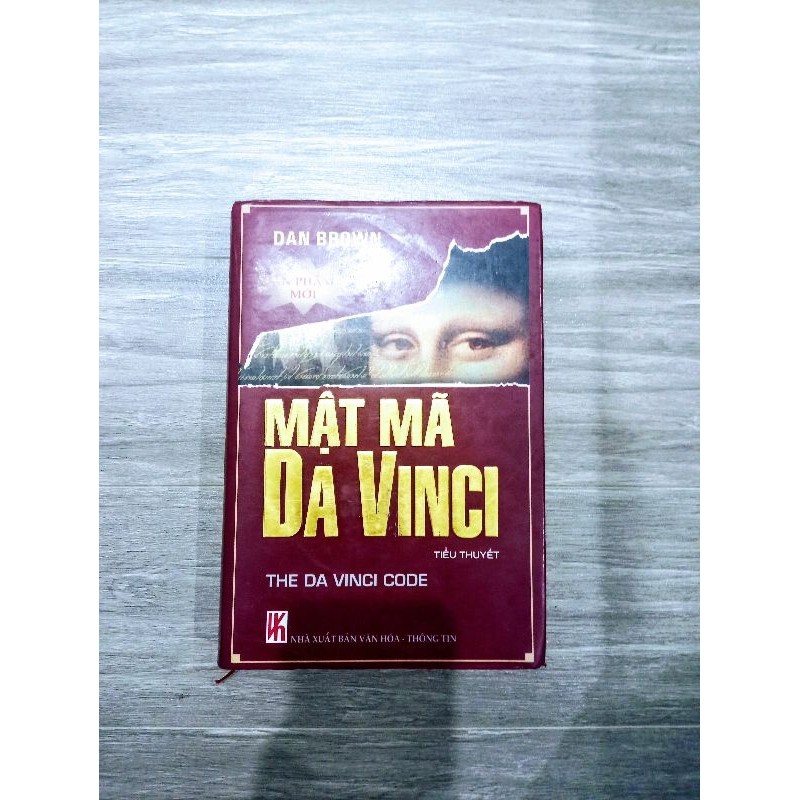 DAN BROWN
PHẨM
MỚI
MẬT MÃ
DA VINCI
TIỂU THUYẾT
THE DA VINCI CODE
NHÀ XUẤT BẢN VĂN HÓA - THÔNG TIN